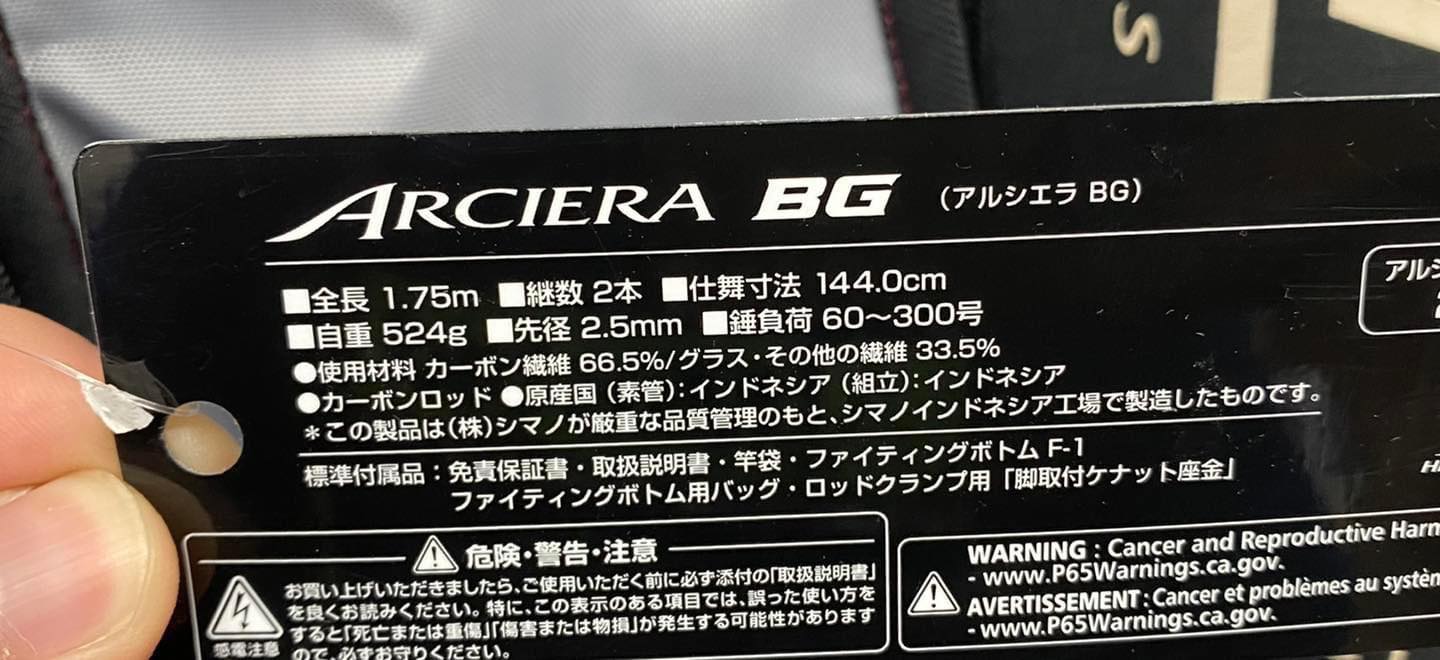 S
ARCIERA BG (アルシエラ BG)
■全長 1.75m ■継数 2本 ■仕舞寸法 144.0cm
■自重 524g ■先径 2.5mm ■錘負荷 60〜300号
●使用材料 カーボン繊維 66.5%/グラス・その他の繊維 33.5%
●カーボンロッド ●原産国（素管）：インドネシア（組立）：インドネシア
＊この製品は（株）シマノが厳重な品質管理のもと、シマノインドネシア工場で製造したものです。
標準付属品：免責保証書・取扱説明書・竿袋・ファイティングボトム F-1
ファイティングボトム用バッグ・ロッドクランプ用「脚取付ケナット座金」
アルシ
危険・警告・注意
お買い上げいただきましたら、ご使用いただく前に必ず添付の「取扱説明書」
を良くお読みください。特に、この表示のある項目では、誤った使い方を
すると「死亡または重傷」「傷害または物損」が発生する可能性があります
ので、必ずお守りください。
感電注意
WARNING : Cancer and Reproductive Harm
- www.P65Warnings.ca.gov.
AVERTISSEMENT : Cancer et problèmes au systèm
- www.P65Warnings.ca.gov.